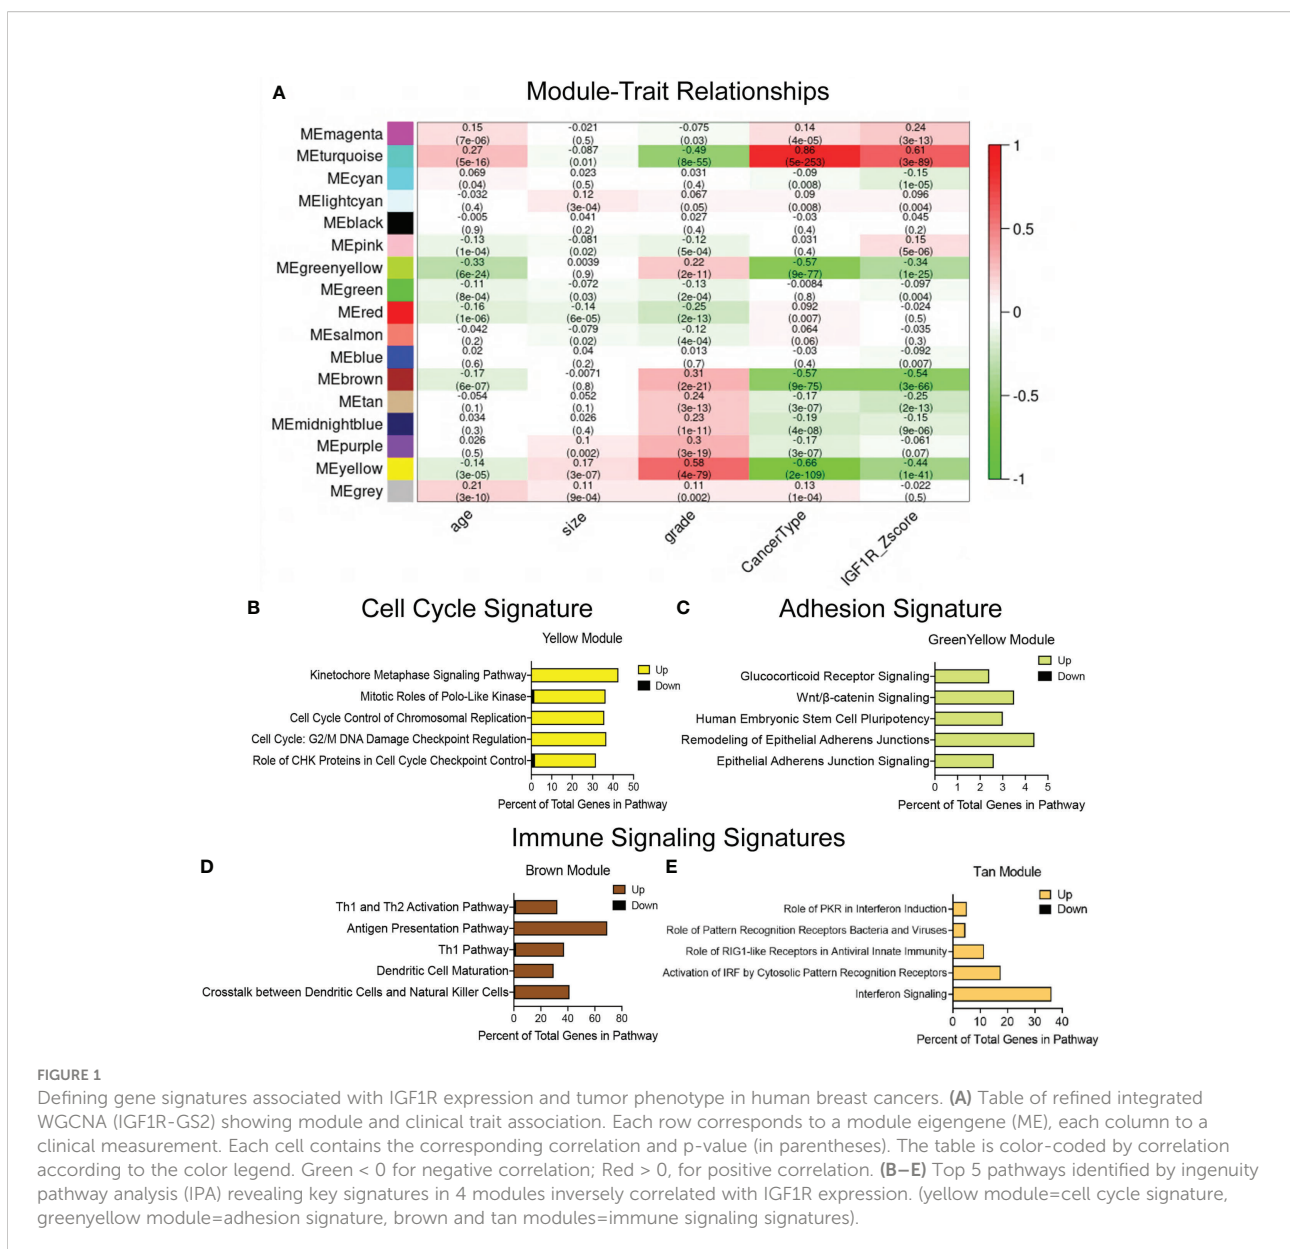 A
Module-Trait Relationships
MEmagenta 0.15 -0.021 -0.075 0.14 0.24
(7e-06) (0.5) (0.03) (4e-05) (3e-13)
MEturquoise 0.27 -0.087 -0.49 0.86 0.61
(5e-16) (0.01) (8e-55) (5e-253) (3e-89)
MEcyan 0.069 0.023 0.031 -0.09 -0.15
(0.04) (0.5) (0.4) (0.008) (1e-05)
MElightcyan -0.032 0.12 0.067 0.09 0.096
(0.4) (3e-04) (0.05) (0.008) (0.004)
MEblack -0.005 0.041 0.027 -0.03 0.045
(0.9) (0.2) (0.4) (0.4) (0.2)
MEpink -0.13 -0.081 -0.12 0.031 0.15
(1e-04) (0.02) (5e-04) (0.4) (5e-06)
MEgreenyellow -0.33 0.0039 0.22 -0.57 -0.34
(6e-24) (0.9) (2e-11) (9e-77) (1e-25)
MEgreen -0.11 -0.072 -0.13 -0.0084 -0.097
(8e-04) (0.03) (2e-04) (0.8) (0.004)
MEred -0.16 -0.14 -0.25 0.092 -0.024
(1e-06) (6e-05) (2e-13) (0.007) (0.5)
MEsalmon -0.042 -0.079 -0.12 0.064 -0.035
(0.2) (0.02) (4e-04) (0.06) (0.3)
MEblue 0.02 0.04 0.013 -0.03 -0.092
(0.6) (0.2) (0.7) (0.4) (0.007)
MEbrown -0.17 -0.0071 0.31 -0.57 -0.54
(6e-07) (0.8) (2e-21) (9e-75) (3e-66)
MEtan -0.054 0.052 0.24 -0.17 -0.25
(0.1) (0.1) (3e-13) (3e-07) (2e-13)
MEmidnightblue 0.034 0.026 0.23 -0.19 -0.15
(0.3) (0.4) (1e-11) (4e-08) (9e-06)
MEpurple 0.026 0.1 0.3 -0.17 -0.061
(0.5) (0.002) (3e-19) (3e-07) (0.07)
MEyellow -0.14 0.17 0.58 -0.66 -0.44
(3e-05) (3e-07) (4e-79) (2e-109) (1e-41)
MEgrey 0.21 0.11 0.11 0.13 -0.022
(3e-10) (9e-04) (0.002) (1e-04) (0.5)
age size grade CancerType IGF1R_Zscore
1
0.5
0
-0.5
-1
B
Cell Cycle Signature
Yellow Module
Up
Down
Kinetochore Metaphase Signaling Pathway
Mitotic Roles of Polo-Like Kinase
Cell Cycle Control of Chromosomal Replication
Cell Cycle: G2/M DNA Damage Checkpoint Regulation
Role of CHK Proteins in Cell Cycle Checkpoint Control
0 10 20 30 40 50
Percent of Total Genes in Pathway
C
Adhesion Signature
GreenYellow Module
Up
Down
Glucocorticoid Receptor Signaling
Wnt/β-catenin Signaling
Human Embryonic Stem Cell Pluripotency
Remodeling of Epithelial Adherens Junctions
Epithelial Adherens Junction Signaling
0 1 2 3 4 5
Percent of Total Genes in Pathway
Immune Signaling Signatures
D
Brown Module
Up
Down
Th1 and Th2 Activation Pathway
Antigen Presentation Pathway
Th1 Pathway
Dendritic Cell Maturation
Crosstalk between Dendritic Cells and Natural Killer Cells
0 20 40 60 80
Percent of Total Genes in Pathway
E
Tan Module
Up
Down
Role of PKR in Interferon Induction
Role of Pattern Recognition Receptors Bacteria and Viruses
Role of RIG1-like Receptors in Antiviral Innate Immunity
Activation of IRF by Cytosolic Pattern Recognition Receptors
Interferon Signaling
0 10 20 30 40
Percent of Total Genes in Pathway
FIGURE 1
Defining gene signatures associated with IGF1R expression and tumor phenotype in human breast cancers. (A) Table of refined integrated
WGCNA (IGF1R-GS2) showing module and clinical trait association. Each row corresponds to a module eigengene (ME), each column to a
clinical measurement. Each cell contains the corresponding correlation and p-value (in parentheses). The table is color-coded by correlation
according to the color legend. Green < 0 for negative correlation; Red > 0, for positive correlation. (B–E) Top 5 pathways identified by ingenuity
pathway analysis (IPA) revealing key signatures in 4 modules inversely correlated with IGF1R expression. (yellow module=cell cycle signature,
greenyellow module=adhesion signature, brown and tan modules=immune signaling signatures).